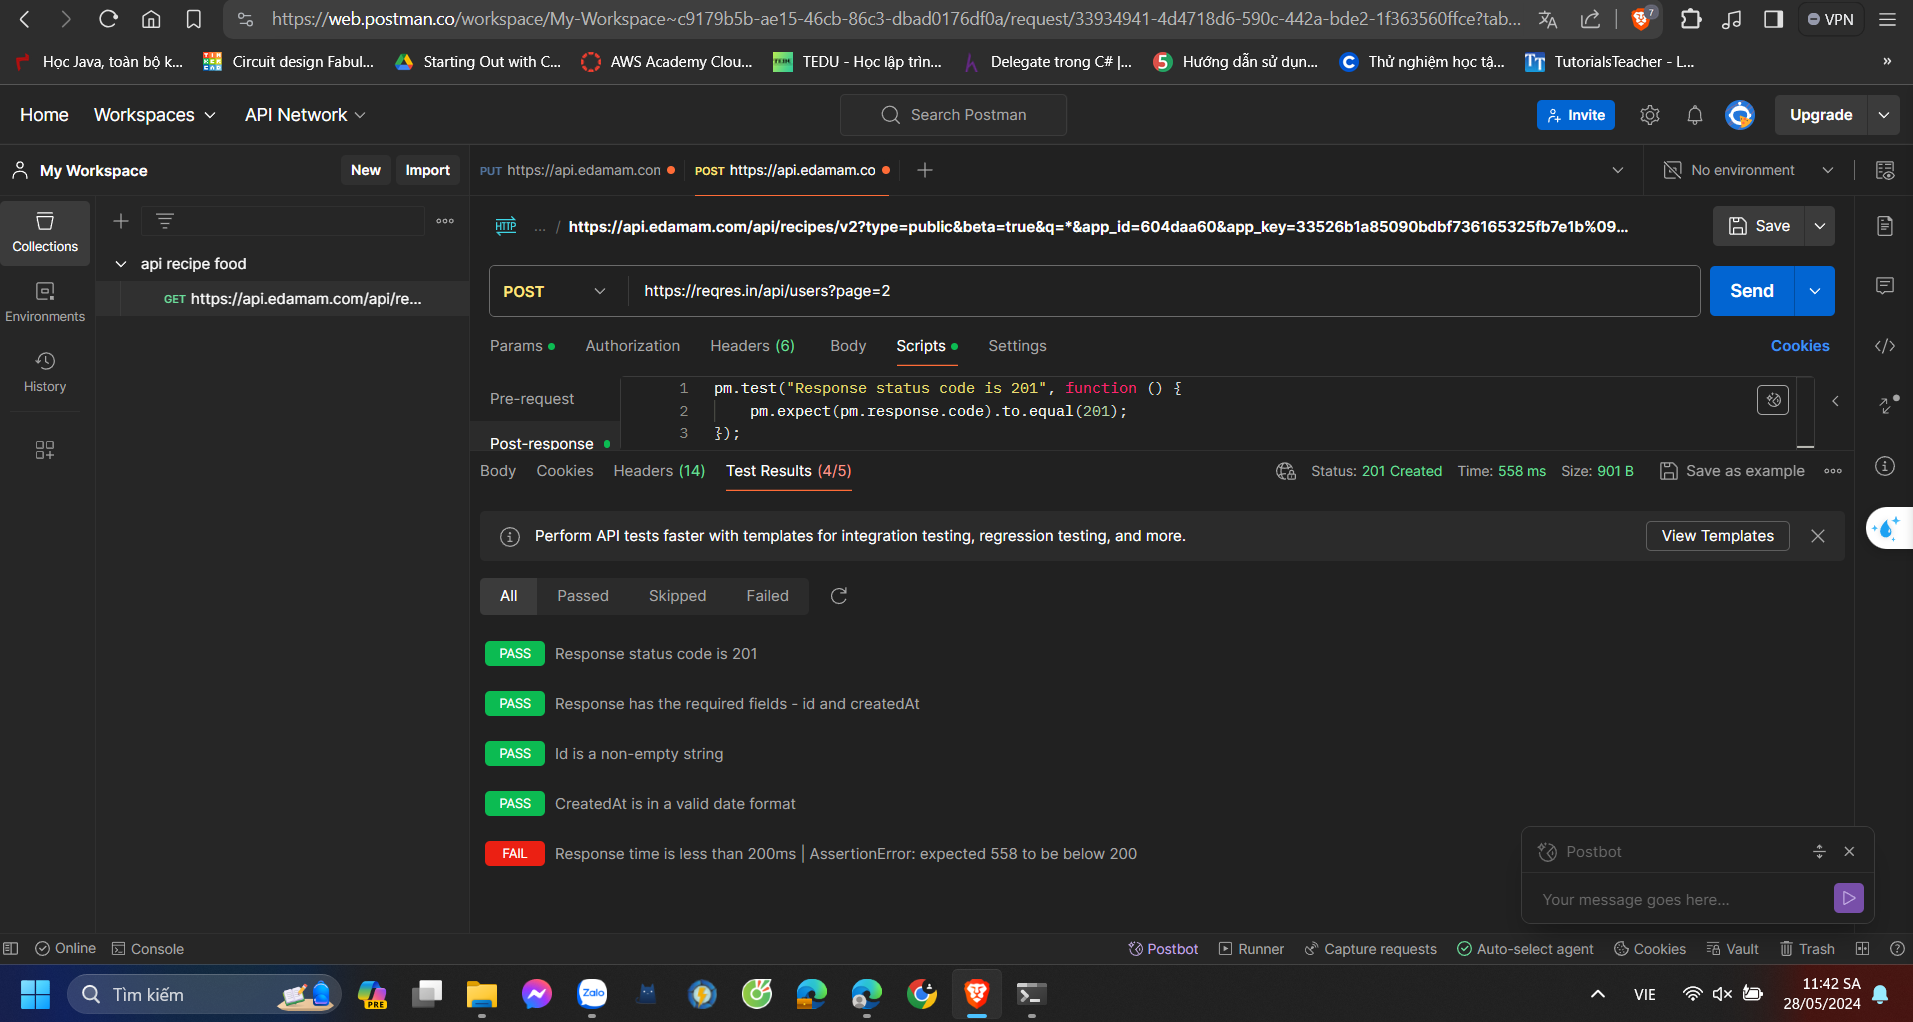 https://web.postman.co/workspace/My-Workspace~c9179b5b-ae15-46cb-86c3-dbad0176df0a/request/33934941-4d4718d6-590c-442a-bde2-1f363560ffce?tab...
7
VPN
Học Java, toàn bộ k...
Circuit design Fabul...
Starting Out with C...
AWS Academy Clou...
TEDU - Học lập trìn...
Delegate trong C# |...
Hướng dẫn sử dụn...
Thử nghiệm học tậ...
TutorialsTeacher - L...
»
Home
Workspaces
API Network
Search Postman
Invite
Upgrade
My Workspace
New
Import
PUT https://api.edamam.con
POST https://api.edamam.co
No environment
Collections
Environments
History
api recipe food
GET https://api.edamam.com/api/re...
HTTP
... / https://api.edamam.com/api/recipes/v2?type=public&beta=true&q=*&app_id=604daa60&app_key=33526b1a85090bdbf736165325fb7e1b%09...
Save
POST
https://reqres.in/api/users?page=2
Send
Params
Authorization
Headers (6)
Body
Scripts
Settings
Cookies
Pre-request
Post-response
1 pm.test("Response status code is 201", function () {
2 pm.expect(pm.response.code).to.equal(201);
3 });
Body
Cookies
Headers (14)
Test Results (4/5)
Status: 201 Created
Time: 558 ms
Size: 901 B
Save as example
Perform API tests faster with templates for integration testing, regression testing, and more.
View Templates
All
Passed
Skipped
Failed
PASS Response status code is 201
PASS Response has the required fields - id and createdAt
PASS Id is a non-empty string
PASS CreatedAt is in a valid date format
FAIL Response time is less than 200ms | AssertionError: expected 558 to be below 200
Postbot
Your message goes here...
Online
Console
Postbot
Runner
Capture requests
Auto-select agent
Cookies
Vault
Trash
Tìm kiếm
PRE
Zalo
VIE
11:42 SA
28/05/2024